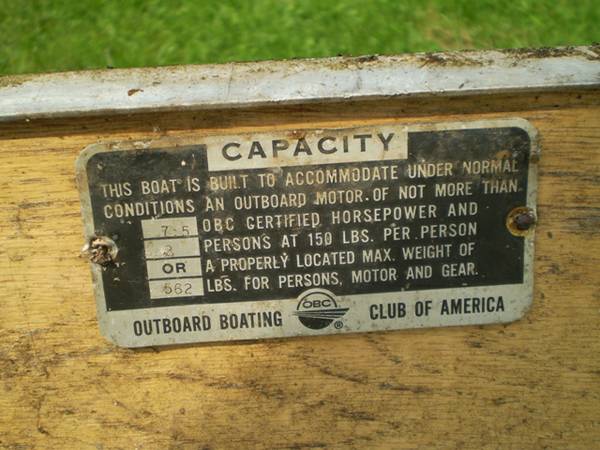 CAPACITY
THIS BOAT IS BUILT TO ACCOMMODATE UNDER NORMAL
CONDITIONS AN OUTBOARD MOTOR OF NOT MORE THAN
7.5 OBC CERTIFIED HORSEPOWER AND
PERSONS AT 150 LBS. PER PERSON
OR A PROPERLY LOCATED MAX. WEIGHT OF
562 LBS. FOR PERSONS, MOTOR AND GEAR.
OBC ®
OUTBOARD BOATING CLUB OF AMERICA